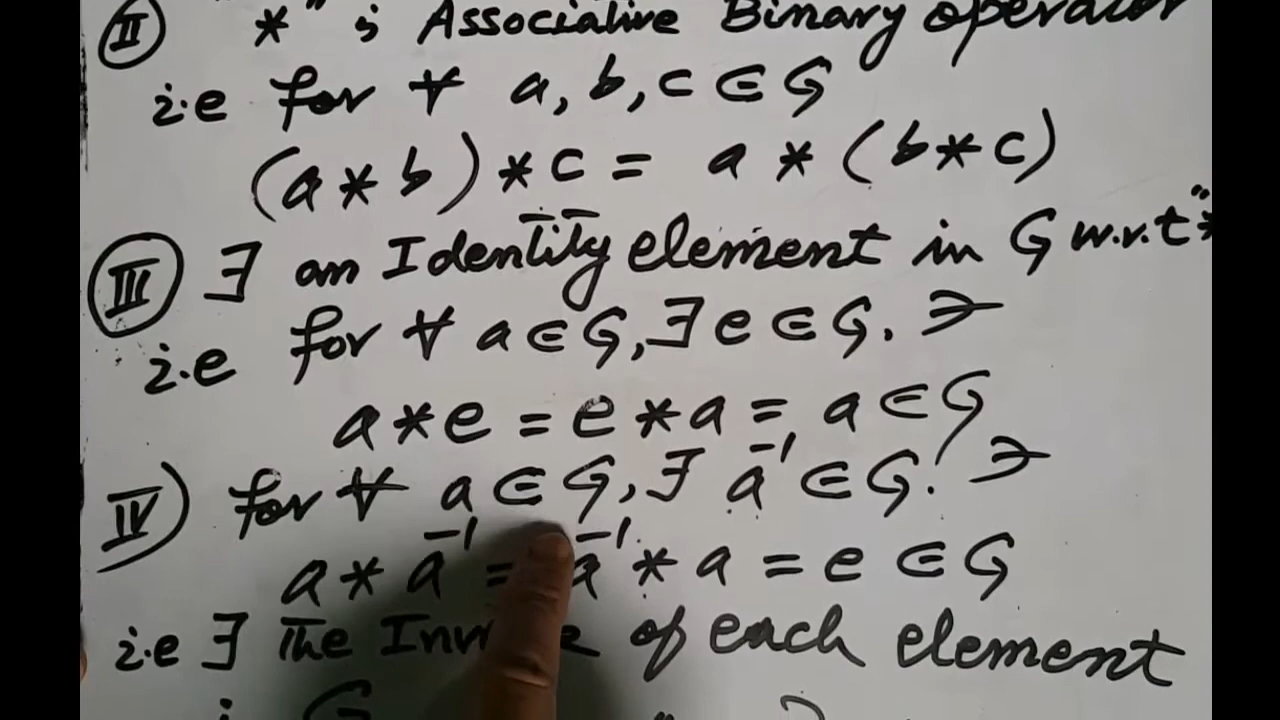 II "*" is Associative Binary operator
i.e for ∀ a, b, c ∈ G
(a * b) * c = a * (b * c)
III ∃ an Identity element in G w.r.t "*
i.e for ∀ a ∈ G, ∃ e ∈ G. ∋
a * e = e * a = a ∈ G
IV) for ∀ a ∈ G, ∃ a⁻¹ ∈ G. ∋
a * a⁻¹ = a⁻¹ * a = e ∈ G
i.e ∃ The of each element
G